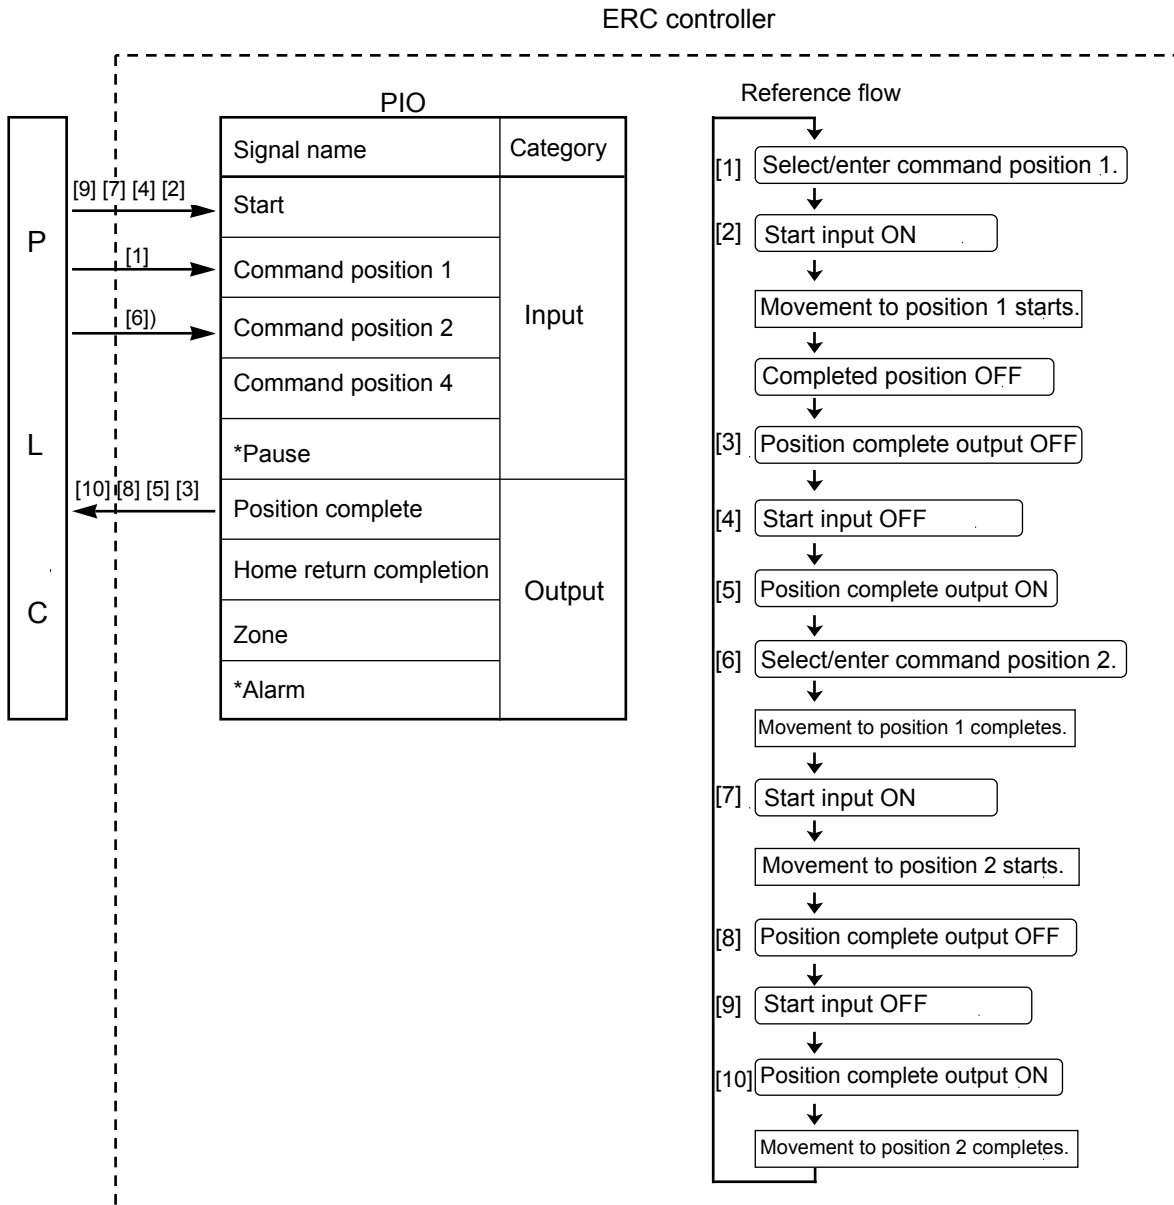 ERC controller
PIO
Signal name Category
[9] [7] [4] [2] Start
[1] Command position 1
[6]) Command position 2
Input
Command position 4
*Pause
[10] [8] [5] [3] Position complete
Home return completion
Output
Zone
*Alarm
P
L
C
Reference flow
[1] Select/enter command position 1.
[2] Start input ON
Movement to position 1 starts.
Completed position OFF
[3] Position complete output OFF
[4] Start input OFF
[5] Position complete output ON
[6] Select/enter command position 2.
Movement to position 1 completes.
[7] Start input ON
Movement to position 2 starts.
[8] Position complete output OFF
[9] Start input OFF
[10] Position complete output ON
Movement to position 2 completes.